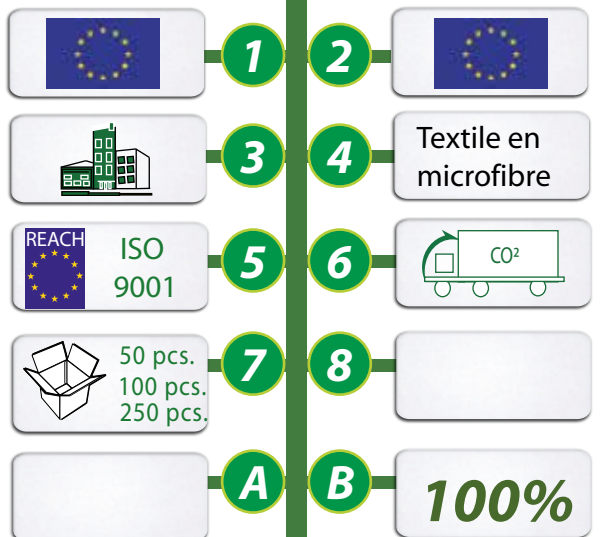 1
2
3
4
Textile en
microfibre
REACH
ISO
9001
5
6
CO²
50 pcs.
100 pcs.
250 pcs.
7
8
A
B
100%